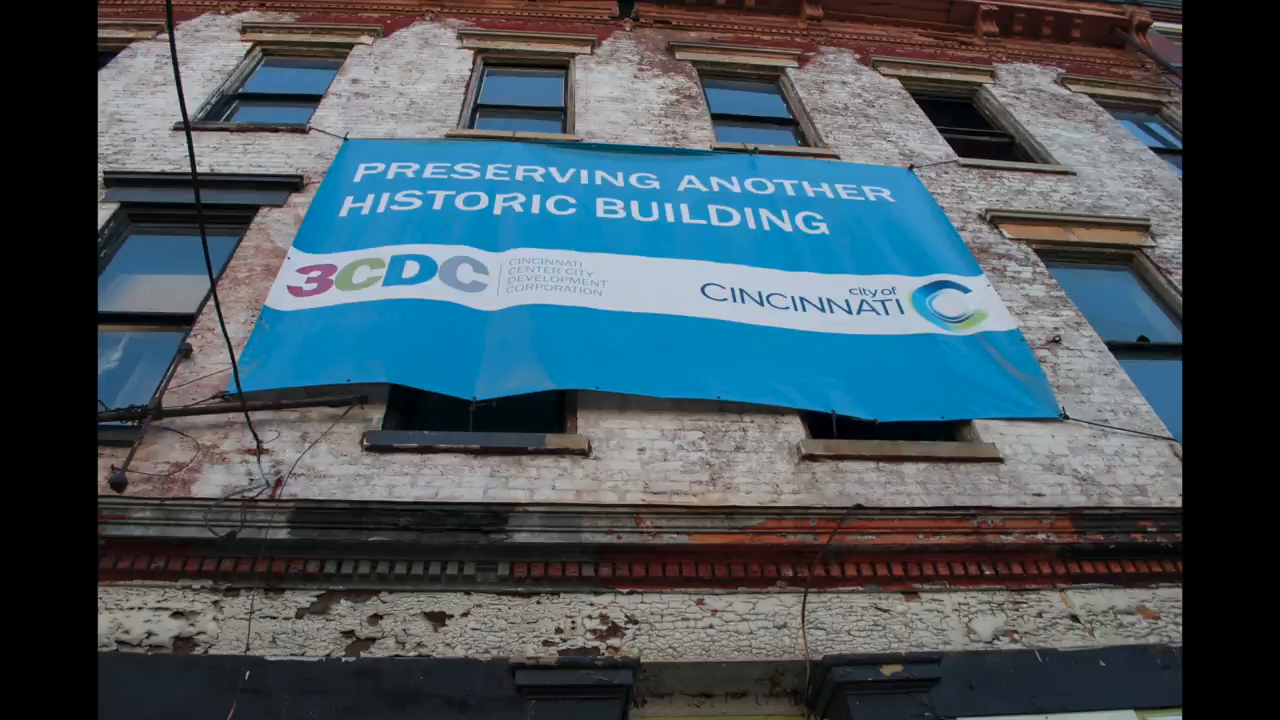 PRESERVING ANOTHER
HISTORIC BUILDING
3CDC
CINCINNATI
CENTER CITY
DEVELOPMENT
CORPORATION
city of
CINCINNATI
C